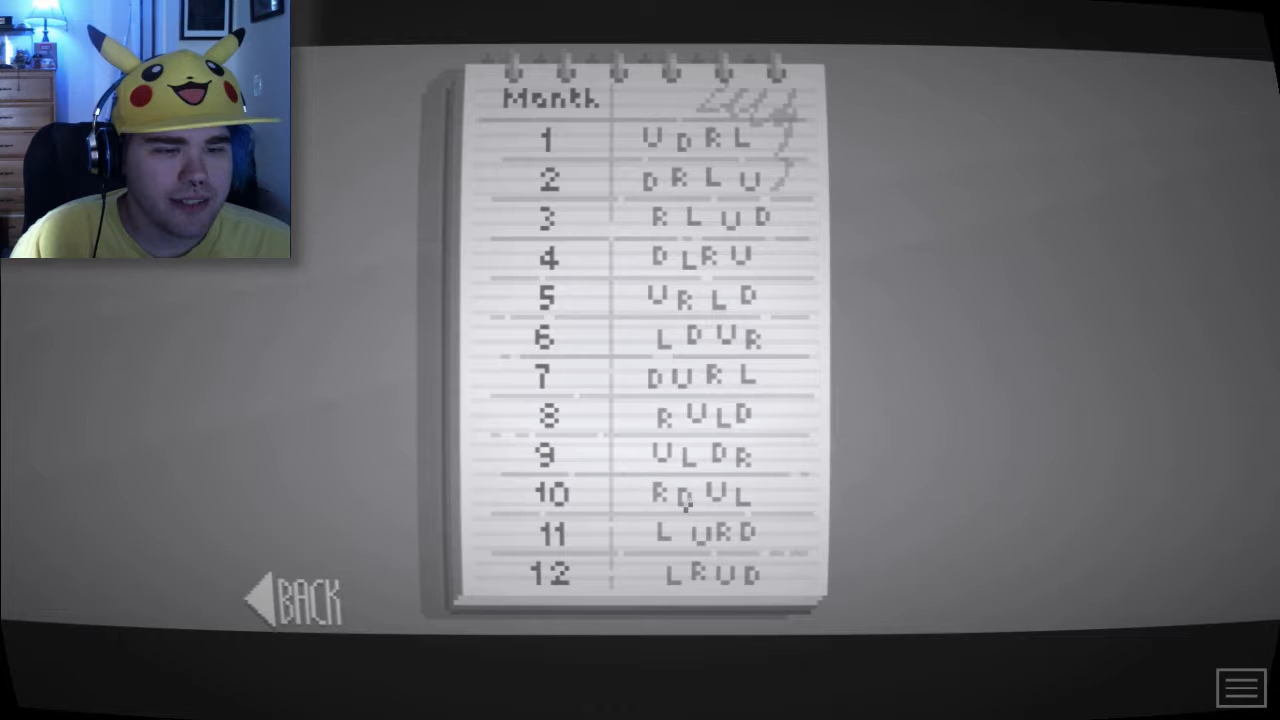 Month
1 U D R L
2 D R L U
3 R L U D
4 D L R U
5 U R L D
6 L D U R
7 D U R L
8 R U L D
9 U L D R
10 R D U L
11 L U R D
12 L R U D
BACK